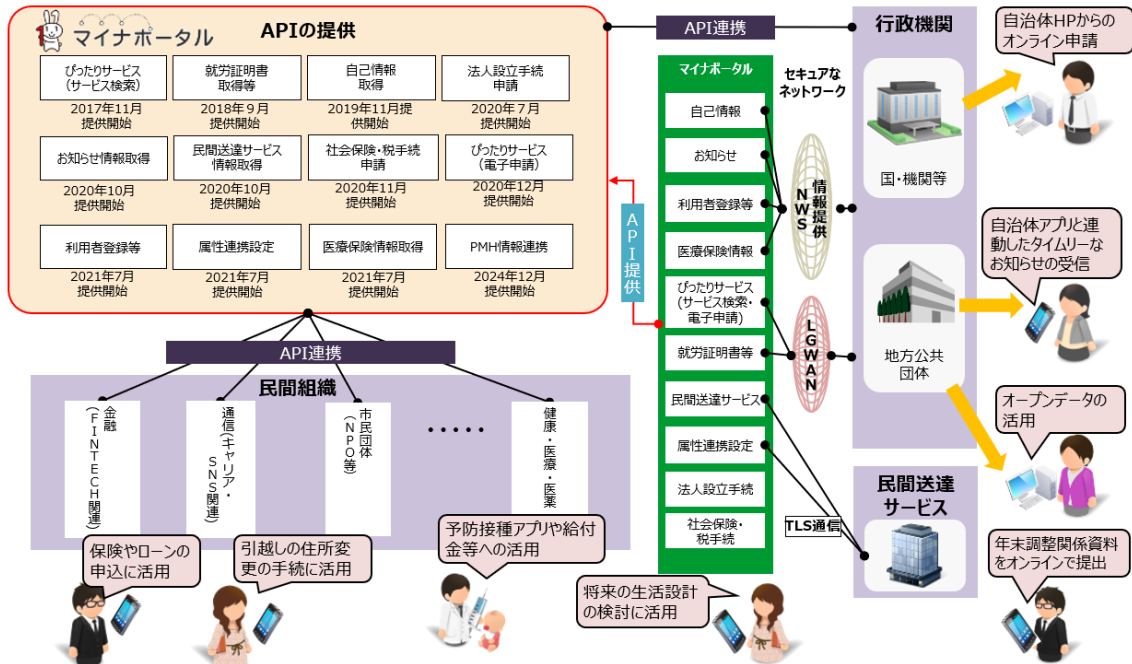 マイナポータル
APIの提供
ぴったりサービス
(サービス検索)
2017年11月
提供開始
就労証明書
取得等
2018年9月
提供開始
自己情報
取得
2019年11月提
供開始
法人設立手続
申請
2020年7月
提供開始
お知らせ情報取得
2020年10月
提供開始
民間送達サービス
情報取得
2020年10月
提供開始
社会保険・税手続
申請
2020年11月
提供開始
ぴったりサービス
(電子申請)
2020年12月
提供開始
利用者登録等
2021年7月
提供開始
属性連携設定
2021年7月
提供開始
医療保険情報取得
2021年7月
提供開始
PMH情報連携
2024年12月
提供開始
API連携
民間組織
金融
(FINTECH関連)
通信(キャリア・
SNS関連)
市民団体
(NPO等)
・・・・・
健康・医療・医薬
保険やローンの
申込に活用
引越しの住所変
更の手続に活用
予防接種アプリや給付
金等への活用
API提供
API連携
マイナポータル
自己情報
お知らせ
利用者登録等
医療保険情報
ぴったりサービス
(サービス検索・
電子申請)
就労証明書等
民間送達サービス
属性連携設定
法人設立手続
社会保険・
税手続
将来の生活設計
の検討に活用
セキュアな
ネットワーク
情報提供
NWS
LGWAN
TLS通信
行政機関
国・機関等
地方公共
団体
民間送達
サービス
自治体HPからの
オンライン申請
自治体アプリと連
動したタイムリーな
お知らせの受信
オープンデータの
活用
年末調整関係資料
をオンラインで提出